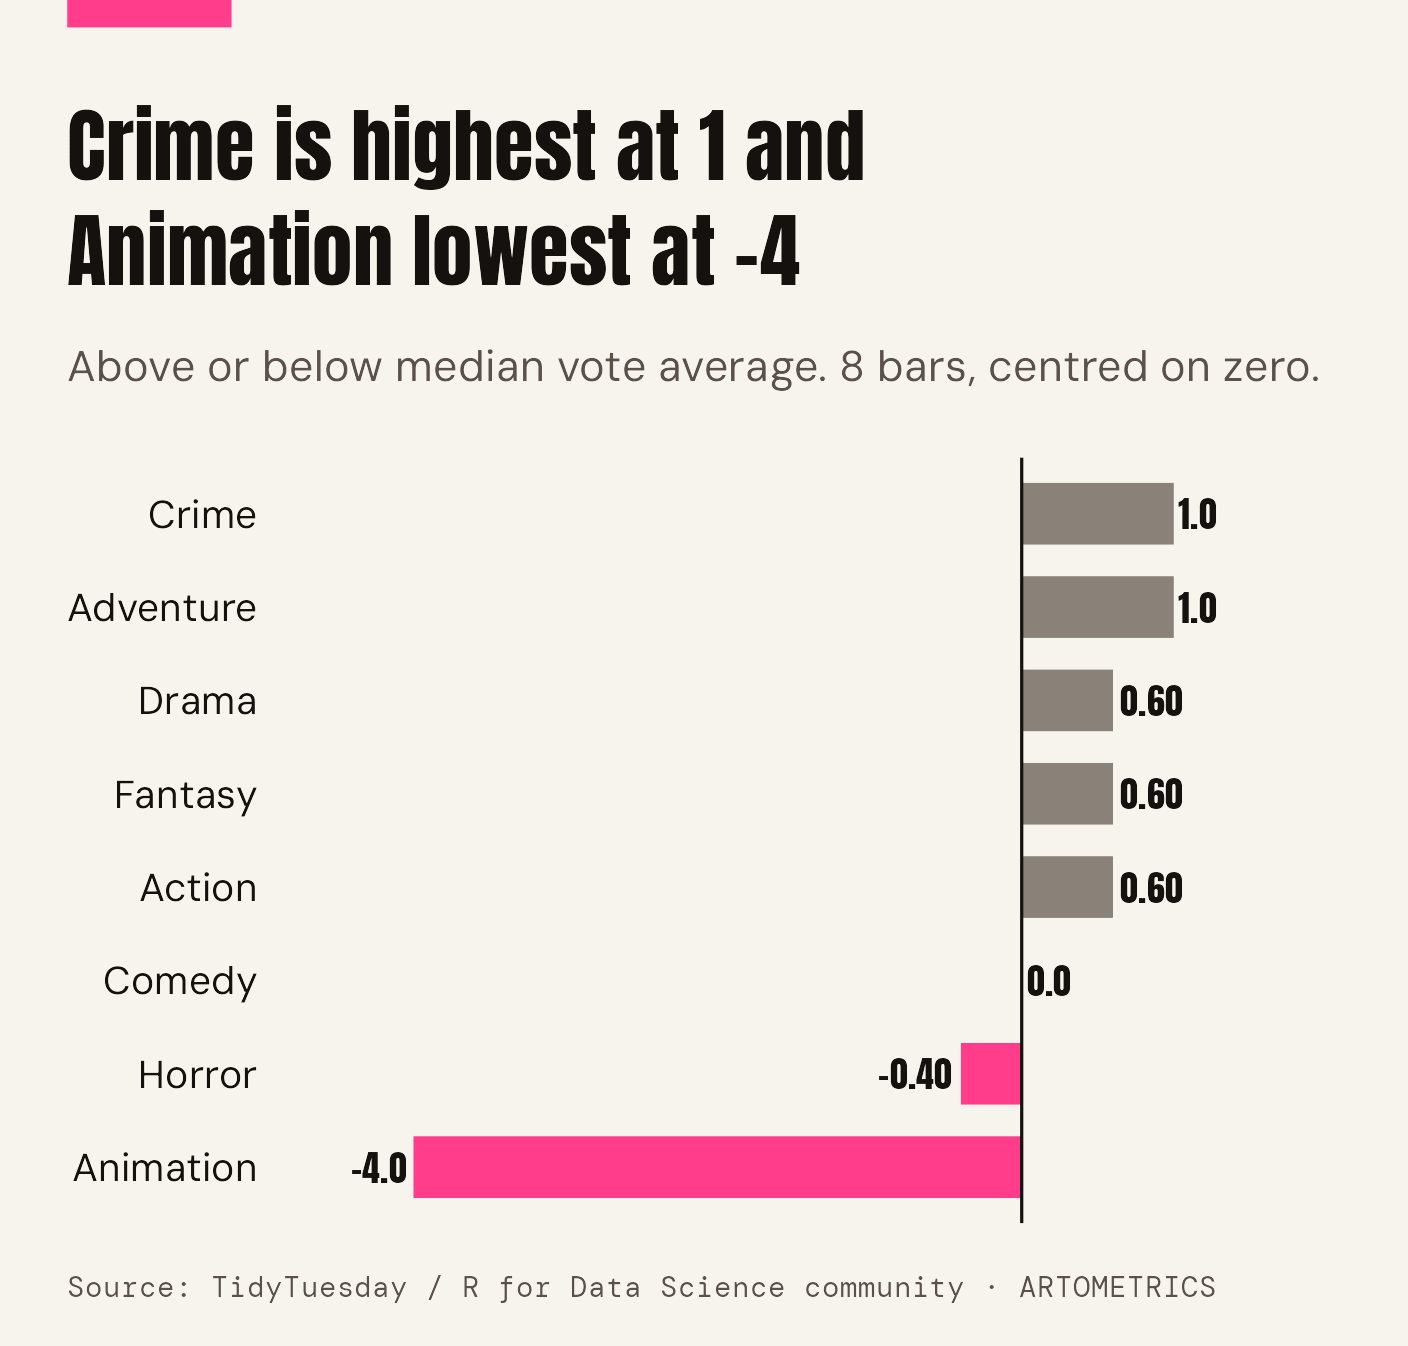 Crime is highest at 1 and
Animation lowest at -4
Above or below median vote average. 8 bars, centred on zero.
Crime 1.0
Adventure 1.0
Drama 0.60
Fantasy 0.60
Action 0.60
Comedy 0.0
Horror -0.40
Animation -4.0
Source: TidyTuesday / R for Data Science community · ARTOMETRICS